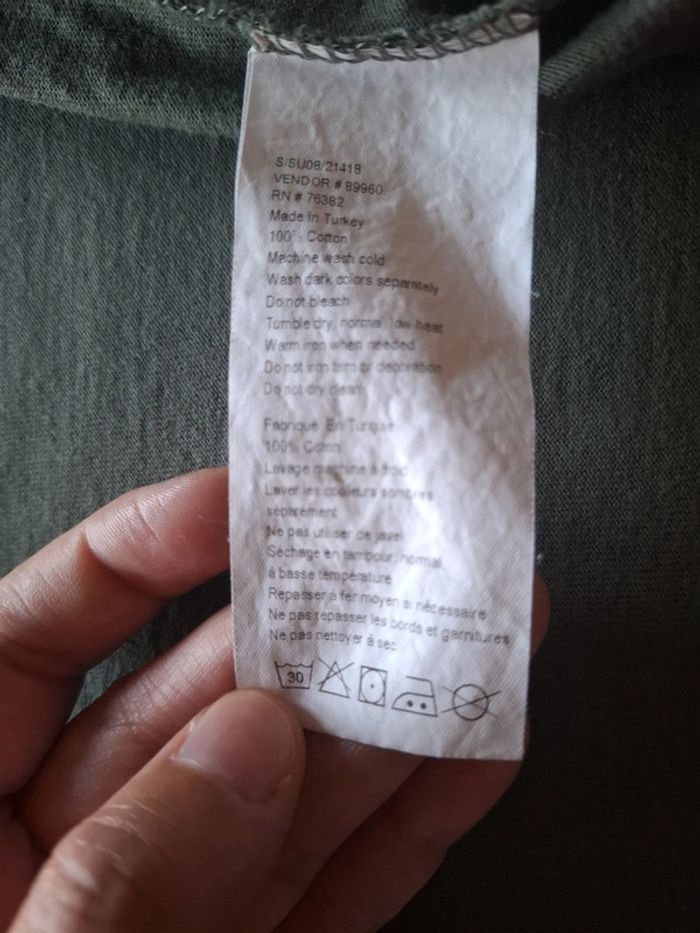 S SU08 21418
VENDOR # 89960
RN # 76382
Made In Turkey
100% Cotton
Machine wash cold
Wash dark colors separately
Do not bleach
Tumble dry, normal low heat
Warm iron when needed
Do not iron trim or decoration
Do not dry clean
Fabriqué En Turquie
100% Coton
Lavage machine à froid
Laver les couleurs sombres
séparément
Ne pas utiliser de javel
Séchage en tambour, normal,
à basse température
Repasser à fer moyen si nécessaire
Ne pas repasser les bords et garnitures
Ne pas nettoyer à sec
30